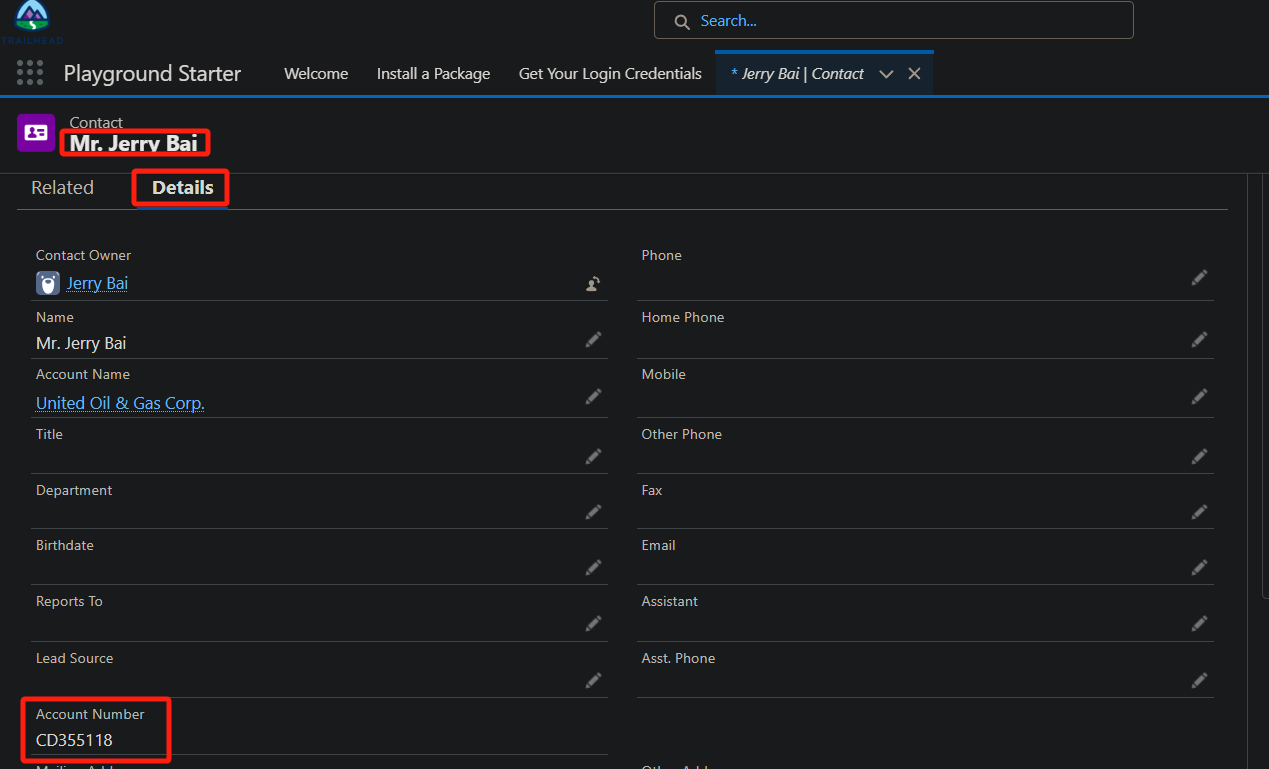 TRAILHEAD
Search...
Playground Starter
Welcome
Install a Package
Get Your Login Credentials
* Jerry Bai | Contact
Contact
Mr. Jerry Bai
Related
Details
Contact Owner
Jerry Bai
Phone
Name
Mr. Jerry Bai
Home Phone
Account Name
United Oil & Gas Corp.
Mobile
Title
Other Phone
Department
Fax
Birthdate
Email
Reports To
Assistant
Lead Source
Asst. Phone
Account Number
CD355118